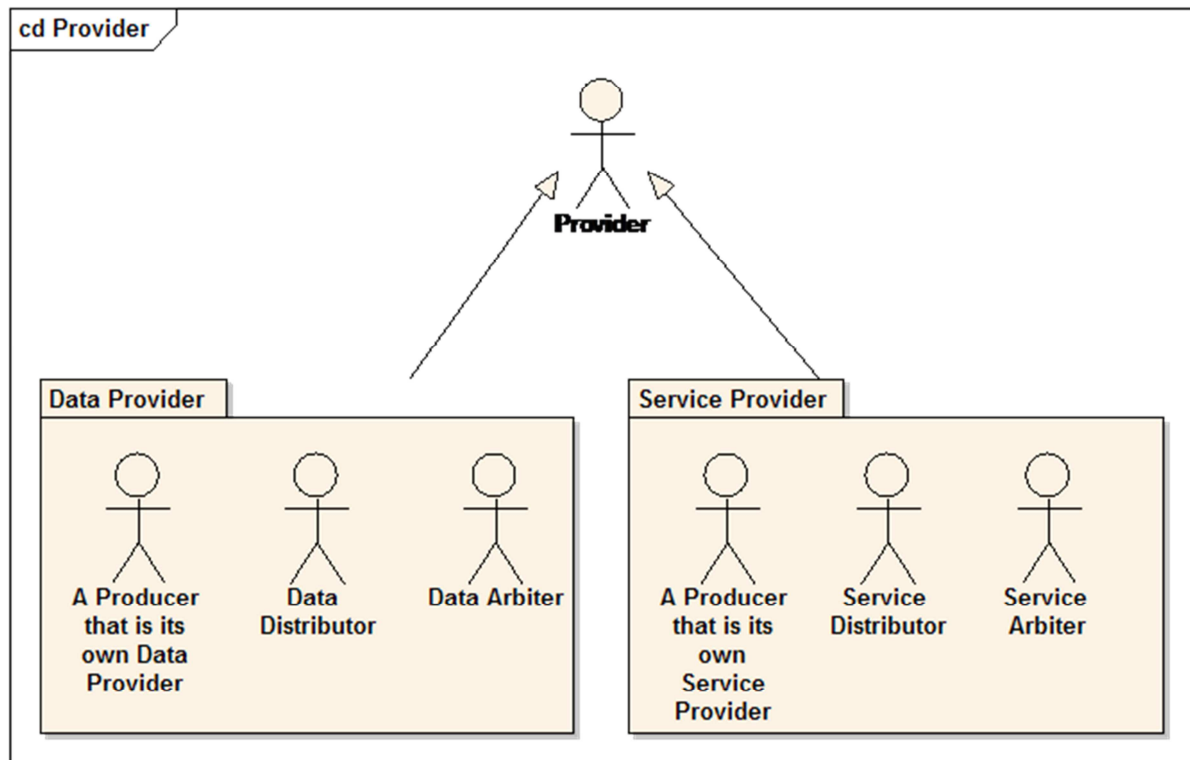 cd Provider
Provider
Data Provider
A Producer
that is its
own Data
Provider
Data
Distributor
Data Arbiter
Service Provider
A Producer
that is its
own
Service
Provider
Service
Distributor
Service
Arbiter